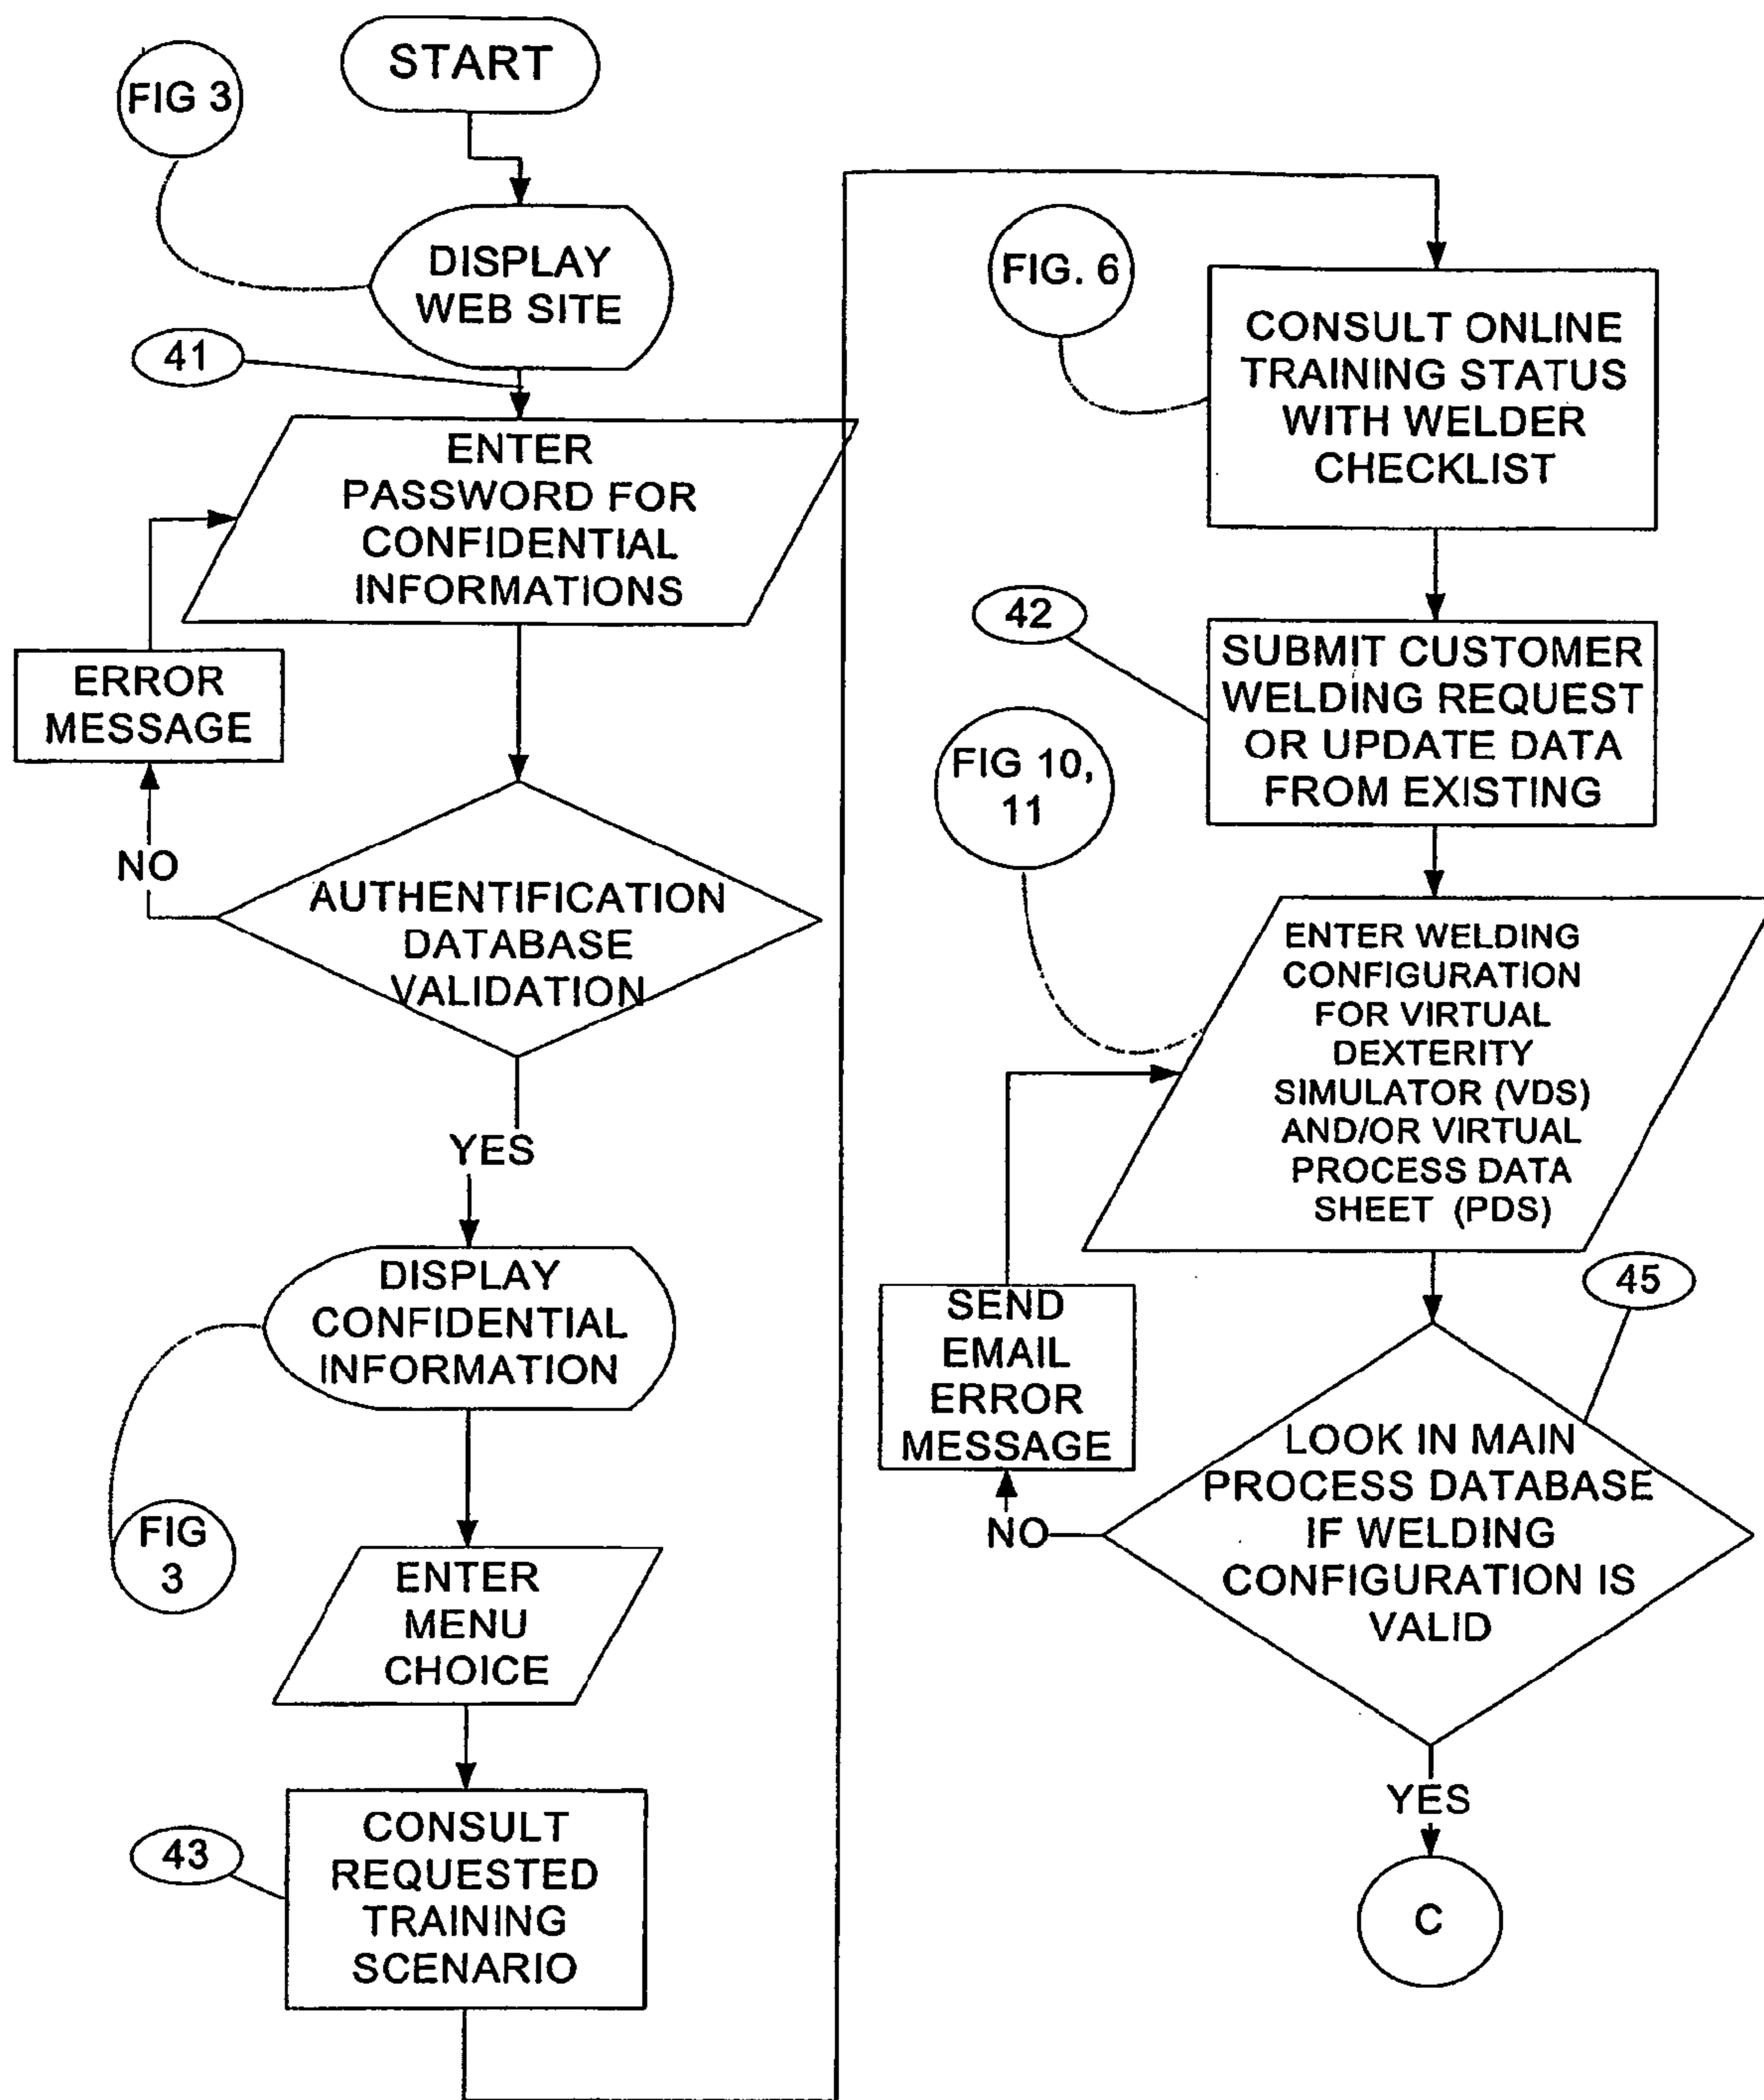 START
FIG 3
DISPLAY
WEB SITE
41
ENTER
PASSWORD FOR
CONFIDENTIAL
INFORMATIONS
ERROR
MESSAGE
NO
AUTHENTIFICATION
DATABASE
VALIDATION
YES
DISPLAY
CONFIDENTIAL
INFORMATION
FIG
3
ENTER
MENU
CHOICE
43
CONSULT
REQUESTED
TRAINING
SCENARIO
FIG. 6
CONSULT ONLINE
TRAINING STATUS
WITH WELDER
CHECKLIST
42
SUBMIT CUSTOMER
WELDING REQUEST
OR UPDATE DATA
FROM EXISTING
FIG 10,
11
ENTER WELDING
CONFIGURATION
FOR VIRTUAL
DEXTERITY
SIMULATOR (VDS)
AND/OR VIRTUAL
PROCESS DATA
SHEET (PDS)
45
SEND
EMAIL
ERROR
MESSAGE
NO
LOOK IN MAIN
PROCESS DATABASE
IF WELDING
CONFIGURATION IS
VALID
YES
C